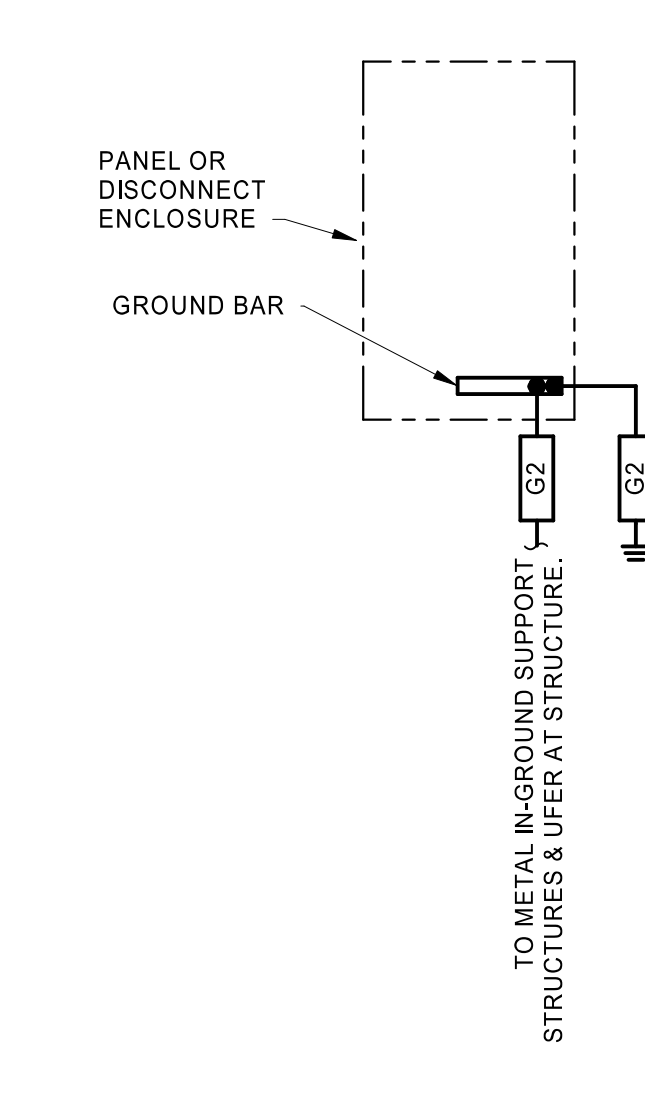 PANEL OR
DISCONNECT
ENCLOSURE
GROUND BAR
G2
G2
TO METAL IN-GROUND SUPPORT
STRUCTURES & UFER AT STRUCTURE.